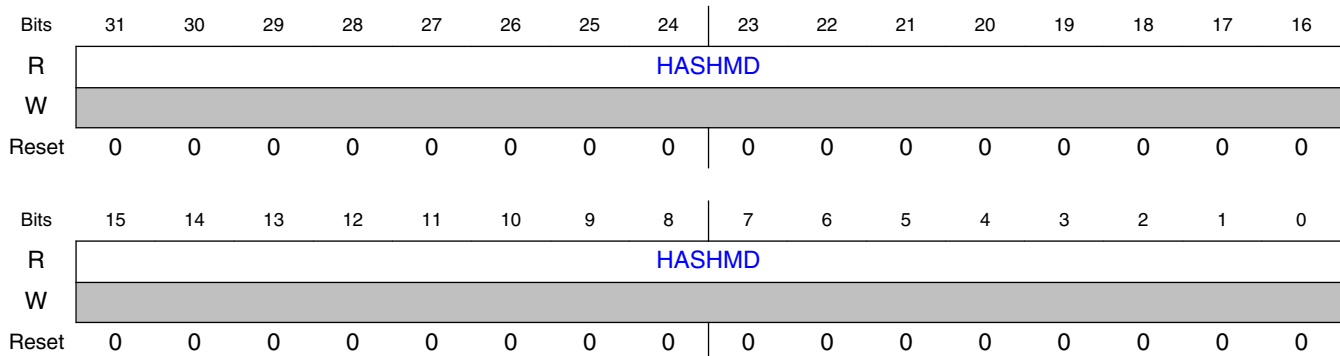 Bits 31 30 29 28 27 26 25 24 23 22 21 20 19 18 17 16
R HASHMD
W
Reset 0 0 0 0 0 0 0 0 0 0 0 0 0 0 0 0
Bits 15 14 13 12 11 10 9 8 7 6 5 4 3 2 1 0
R HASHMD
W
Reset 0 0 0 0 0 0 0 0 0 0 0 0 0 0 0 0